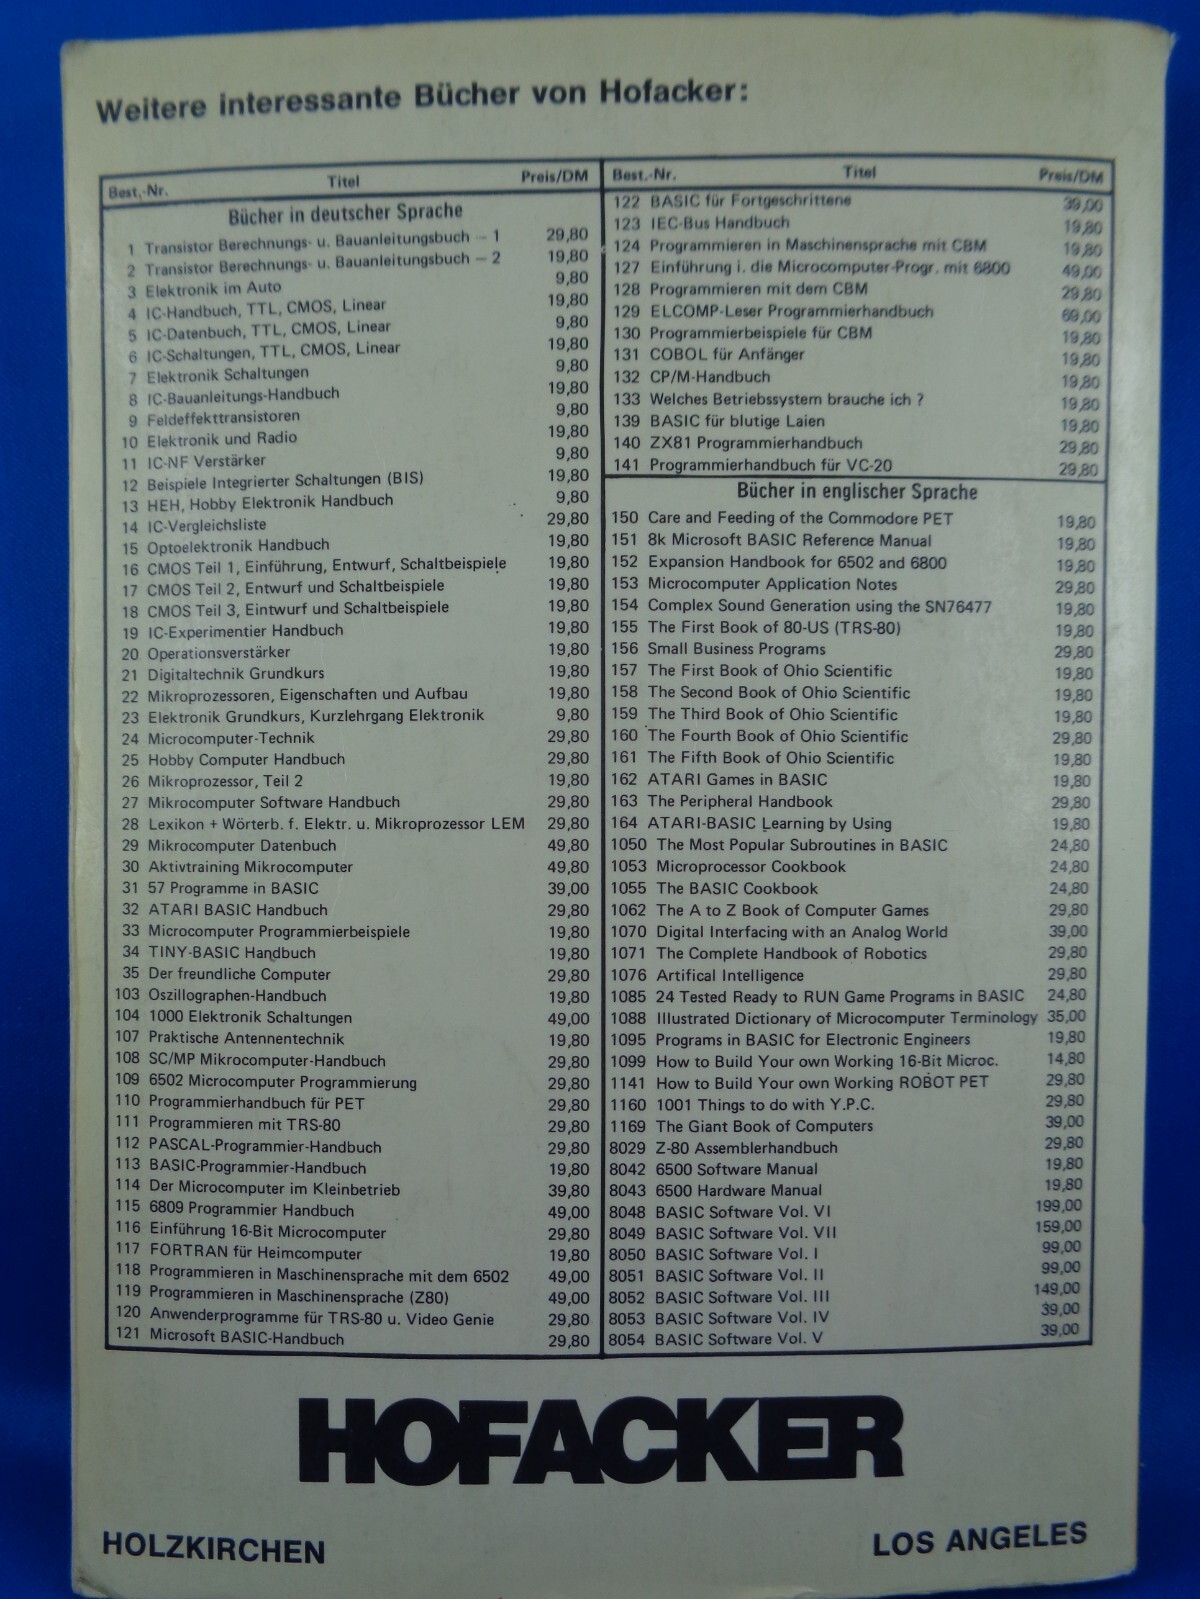 Weitere interessante Bücher von Hofacker:
Best.-Nr. Titel Preis/DM
Bücher in deutscher Sprache
1 Transistor Berechnungs- u. Bauanleitungsbuch – 1 29,80
2 Transistor Berechnungs- u. Bauanleitungsbuch – 2 19,80
3 Elektronik im Auto 9,80
4 IC-Handbuch, TTL, CMOS, Linear 19,80
5 IC-Datenbuch, TTL, CMOS, Linear 9,80
6 IC-Schaltungen, TTL, CMOS, Linear 19,80
7 Elektronik Schaltungen 9,80
8 IC-Bauanleitungs-Handbuch 19,80
9 Feldeffekttransistoren 9,80
10 Elektronik und Radio 19,80
11 IC-NF Verstärker 9,80
12 Beispiele Integrierter Schaltungen (BIS) 19,80
13 HEH, Hobby Elektronik Handbuch 9,80
14 IC-Vergleichsliste 29,80
15 Optoelektronik Handbuch 19,80
16 CMOS Teil 1, Einführung, Entwurf, Schaltbeispiele 19,80
17 CMOS Teil 2, Entwurf und Schaltbeispiele 19,80
18 CMOS Teil 3, Eintwurf und Schaltbeispiele 19,80
19 IC-Experimentier Handbuch 19,80
20 Operationsverstärker 19,80
21 Digitaltechnik Grundkurs 19,80
22 Mikroprozessoren, Eigenschaften und Aufbau 19,80
23 Elektronik Grundkurs, Kurzlehrgang Elektronik 9,80
24 Microcomputer-Technik 29,80
25 Hobby Computer Handbuch 29,80
26 Mikroprozessor, Teil 2 19,80
27 Mikrocomputer Software Handbuch 29,80
28 Lexikon + Wörterb. f. Elektr. u. Mikroprozessor LEM 29,80
29 Mikrocomputer Datenbuch 49,80
30 Aktivtraining Mikrocomputer 49,80
31 57 Programme in BASIC 39,00
32 ATARI BASIC Handbuch 29,80
33 Microcomputer Programmierbeispiele 19,80
34 TINY-BASIC Handbuch 19,80
35 Der freundliche Computer 29,80
103 Oszillographen-Handbuch 19,80
104 1000 Elektronik Schaltungen 49,00
107 Praktische Antennentechnik 19,80
108 SC/MP Mikrocomputer-Handbuch 29,80
109 6502 Microcomputer Programmierung 29,80
110 Programmierhandbuch für PET 29,80
111 Programmieren mit TRS-80 29,80
112 PASCAL-Programmier-Handbuch 29,80
113 BASIC-Programmier-Handbuch 19,80
114 Der Microcomputer im Kleinbetrieb 39,80
115 6809 Programmier Handbuch 49,00
116 Einführung 16-Bit Microcomputer 29,80
117 FORTRAN für Heimcomputer 19,80
118 Programmieren in Maschinensprache mit dem 6502 49,00
119 Programmieren in Maschinensprache (Z80) 49,00
120 Anwenderprogramme für TRS-80 u. Video Genie 29,80
121 Microsoft BASIC-Handbuch 29,80
Best.-Nr. Titel Preis/DM
122 BASIC für Fortgeschrittene 39,00
123 IEC-Bus Handbuch 19,80
124 Programmieren in Maschinensprache mit CBM 19,80
127 Einführung i. die Microcomputer-Progr. mit 6800 49,00
128 Programmieren mit dem CBM 29,80
129 ELCOMP-Leser Programmierhandbuch 69,00
130 Programmierbeispiele für CBM 19,80
131 COBOL für Anfänger 19,80
132 CP/M-Handbuch 19,80
133 Welches Betriebssystem brauche ich ? 19,80
139 BASIC für blutige Laien 19,80
140 ZX81 Programmierhandbuch 29,80
141 Programmierhandbuch für VC-20 29,80
Bücher in englischer Sprache
150 Care and Feeding of the Commodore PET 19,80
151 8k Microsoft BASIC Reference Manual 19,80
152 Expansion Handbook for 6502 and 6800 19,80
153 Microcomputer Application Notes 29,80
154 Complex Sound Generation using the SN76477 19,80
155 The First Book of 80-US (TRS-80) 19,80
156 Small Business Programs 29,80
157 The First Book of Ohio Scientific 19,80
158 The Second Book of Ohio Scientific 19,80
159 The Third Book of Ohio Scientific 19,80
160 The Fourth Book of Ohio Scientific 29,80
161 The Fifth Book of Ohio Scientific 19,80
162 ATARI Games in BASIC 19,80
163 The Peripheral Handbook 29,80
164 ATARI-BASIC Learning by Using 19,80
1050 The Most Popular Subroutines in BASIC 24,80
1053 Microprocessor Cookbook 24,80
1055 The BASIC Cookbook 24,80
1062 The A to Z Book of Computer Games 29,80
1070 Digital Interfacing with an Analog World 39,00
1071 The Complete Handbook of Robotics 29,80
1076 Artifical Intelligence 29,80
1085 24 Tested Ready to RUN Game Programs in BASIC 24,80
1088 Illustrated Dictionary of Microcomputer Terminology 35,00
1095 Programs in BASIC for Electronic Engineers 19,80
1099 How to Build Your own Working 16-Bit Microc. 14,80
1141 How to Build Your own Working ROBOT PET 29,80
1160 1001 Things to do with Y.P.C. 29,80
1169 The Giant Book of Computers 39,00
8029 Z-80 Assemblerhandbuch 29,80
8042 6500 Software Manual 19,80
8043 6500 Hardware Manual 19,80
8048 BASIC Software Vol. VI 199,00
8049 BASIC Software Vol. VII 159,00
8050 BASIC Software Vol. I 99,00
8051 BASIC Software Vol. II 99,00
8052 BASIC Software Vol. III 149,00
8053 BASIC Software Vol. IV 39,00
8054 BASIC Software Vol. V 39,00
HOFACKER
HOLZKIRCHEN LOS ANGELES